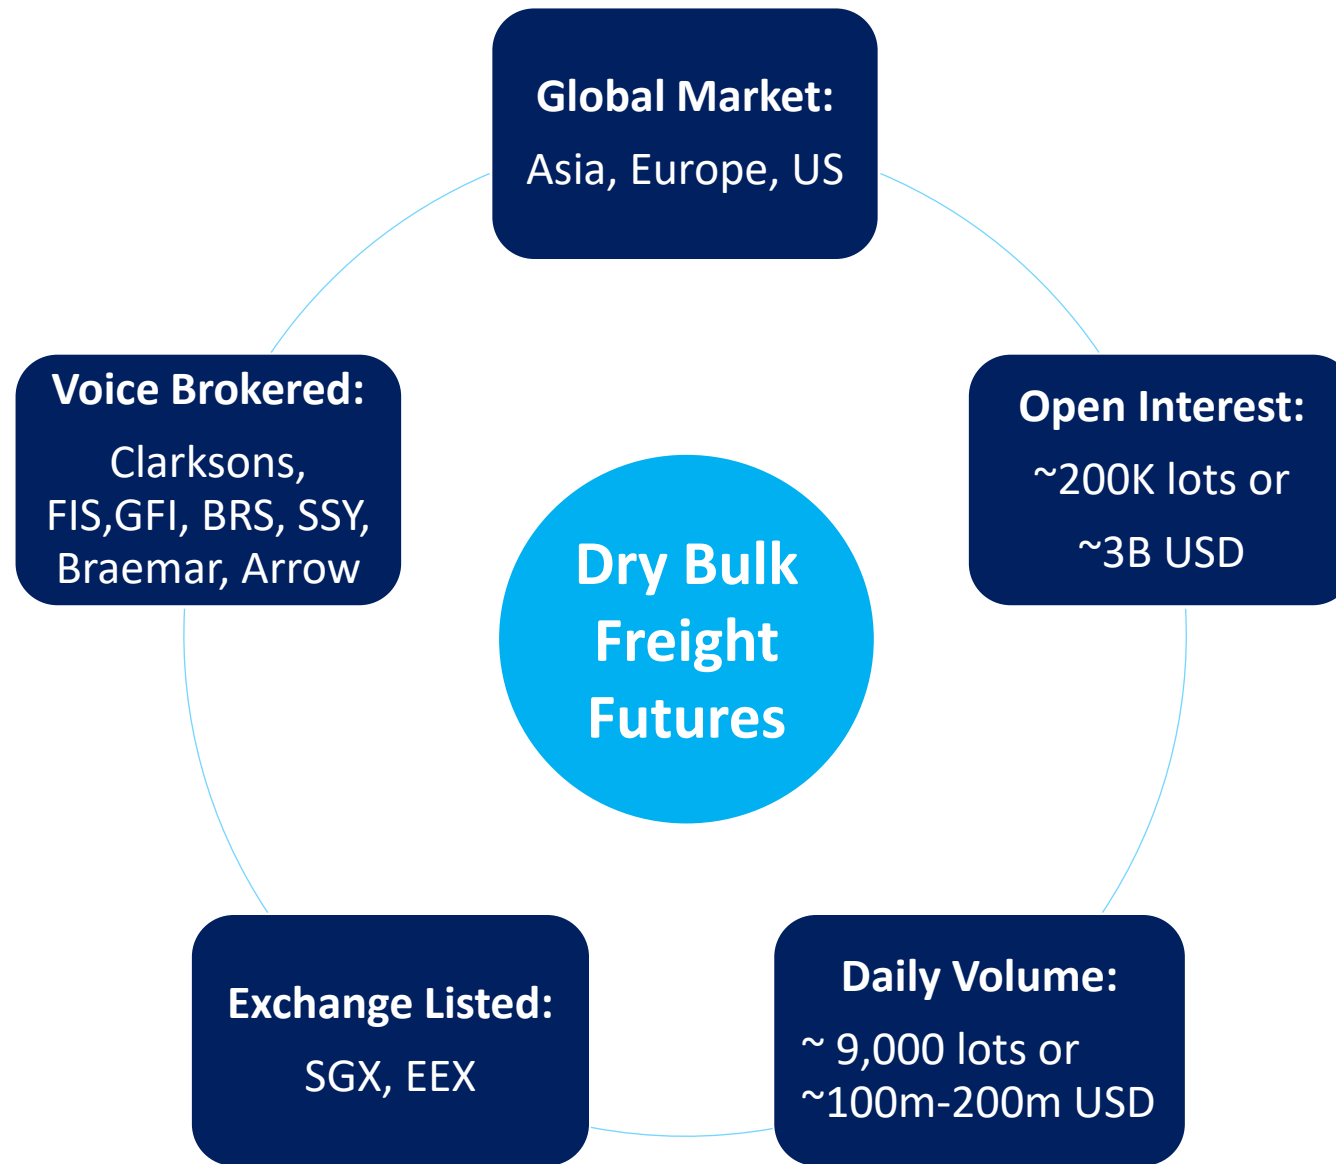 Global Market:
Asia, Europe, US
Voice Brokered:
Clarksons,
FIS,GFI, BRS, SSY,
Braemar, Arrow
Open Interest:
~200K lots or
~3B USD
Dry Bulk
Freight
Futures
Exchange Listed:
SGX, EEX
Daily Volume:
~ 9,000 lots or
~100m-200m USD